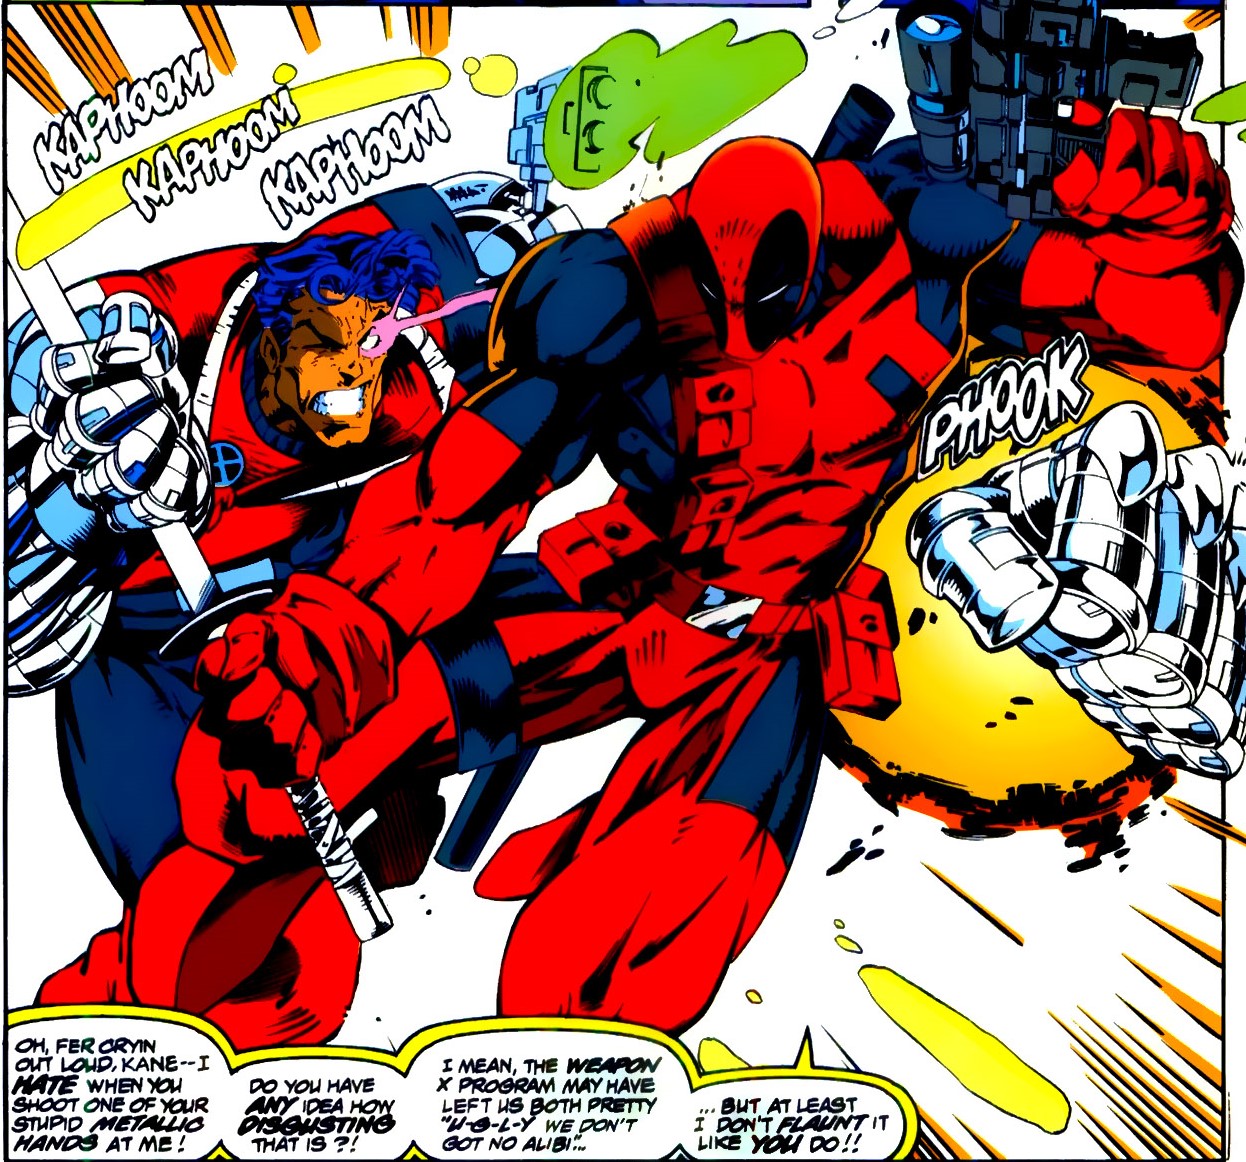 KAPHOOM
KAPHOOM
KAPHOOM
PHOOK
OH, FER CRYIN
OUT LOUD, KANE--I
HATE WHEN YOU
SHOOT ONE OF YOUR
STUPID METALLIC
HANDS AT ME!
DO YOU HAVE
ANY IDEA HOW
DISGUSTING
THAT IS?!
I MEAN, THE WEAPON
X PROGRAM MAY HAVE
LEFT US BOTH PRETTY
"U-G-L-Y WE DON'T
GOT NO ALIBI"...
...BUT AT LEAST
I DON'T FLAUNT IT
LIKE YOU DO!!